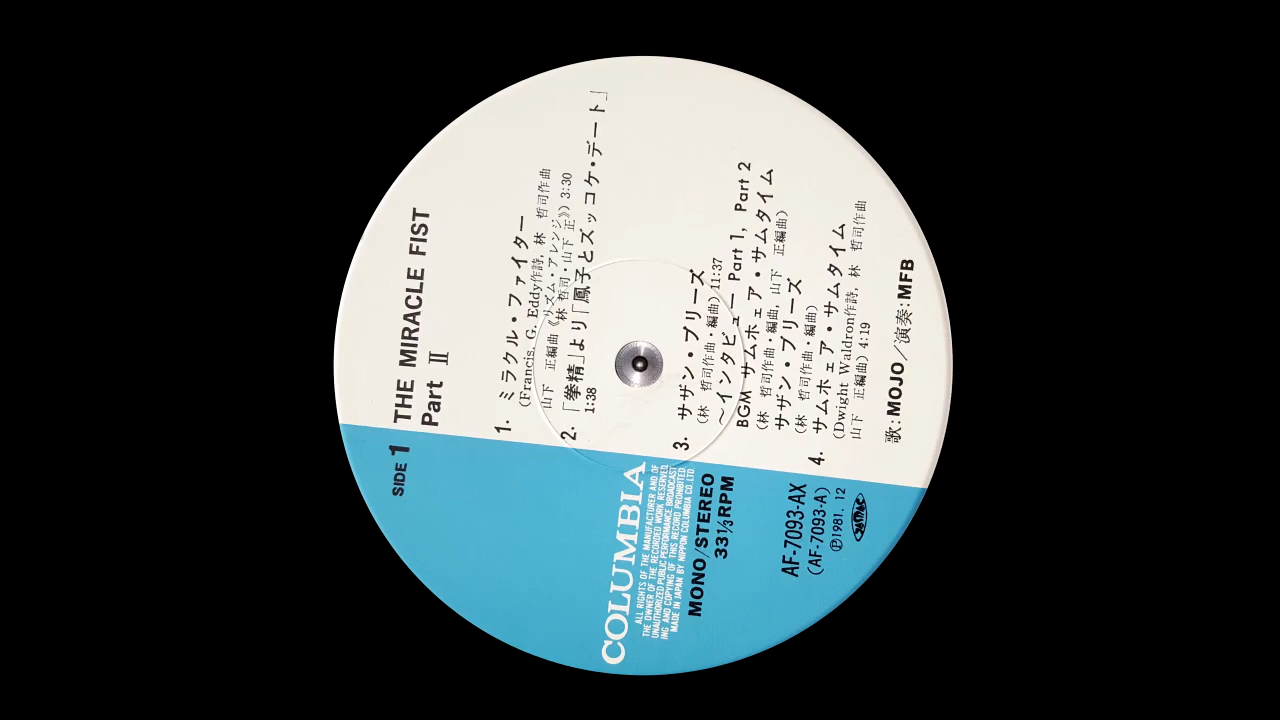 SIDE 1 THE MIRACLE FIST
Part Ⅱ
1. ミラクル・ファイター
(Francis. G. Eddy作詩, 林 哲司作曲
山下 正編曲《リズム・アレンジ
林 哲司・山下 正》) 3:30
2. 「拳精」より「鳳子とズッコケ・デート」
1:38
3. サザン・ブリーズ
(林 哲司作曲・編曲) 11:37
〜インタビュー Part 1, Part 2
BGM サムホェア・サムタイム
(林 哲司作曲・編曲, 山下 正編曲)
サザン・ブリーズ
(林 哲司作曲・編曲)
4. サムホェア・サムタイム
(Dwight Waldron作詩, 林 哲司作曲
山下 正編曲) 4:19
歌:MOJO/演奏:MFB
COLUMBIA
ALL RIGHTS OF THE MANUFACTURER AND OF
THE OWNER OF THE RECORDED WORK RESERVED
UNAUTHORIZED PUBLIC PERFORMANCE BROADCAST
ING AND COPYING OF THIS RECORD PROHIBITED
MADE IN JAPAN BY NIPPON COLUMBIA CO. LTD.
MONO/STEREO
33⅓RPM
AF-7093-AX
(AF-7093-A)
Ⓟ1981. 12
JASRAC